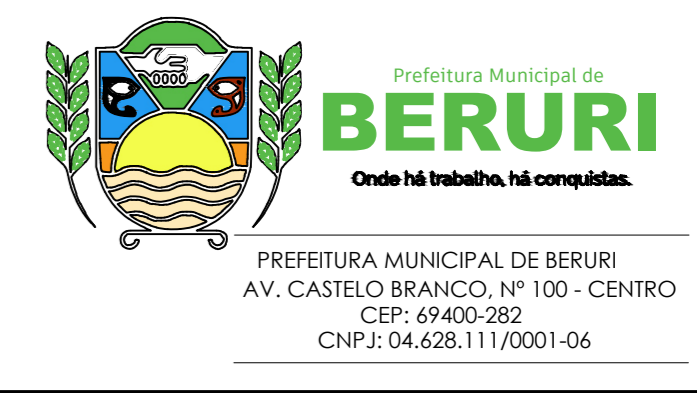 Prefeitura Municipal de
BERURI
Onde há trabalho, há conquistas.
PREFEITURA MUNICIPAL DE BERURI
AV. CASTELO BRANCO, Nº 100 - CENTRO
CEP: 69400-282
CNPJ: 04.628.111/0001-06